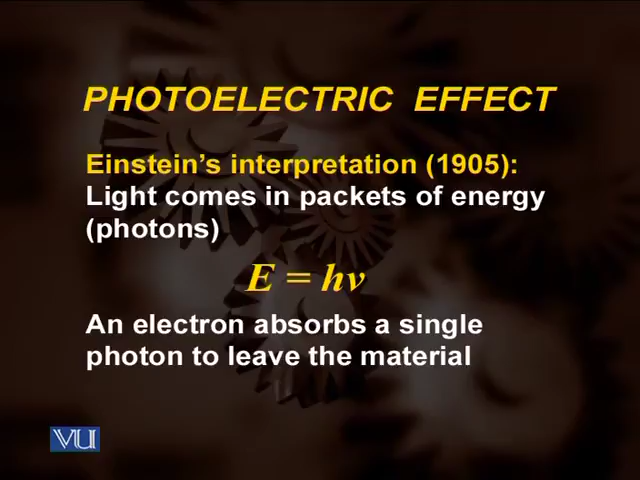 PHOTOELECTRIC EFFECT
Einstein's interpretation (1905):
Light comes in packets of energy
(photons)
E = hν
An electron absorbs a single
photon to leave the material
VU